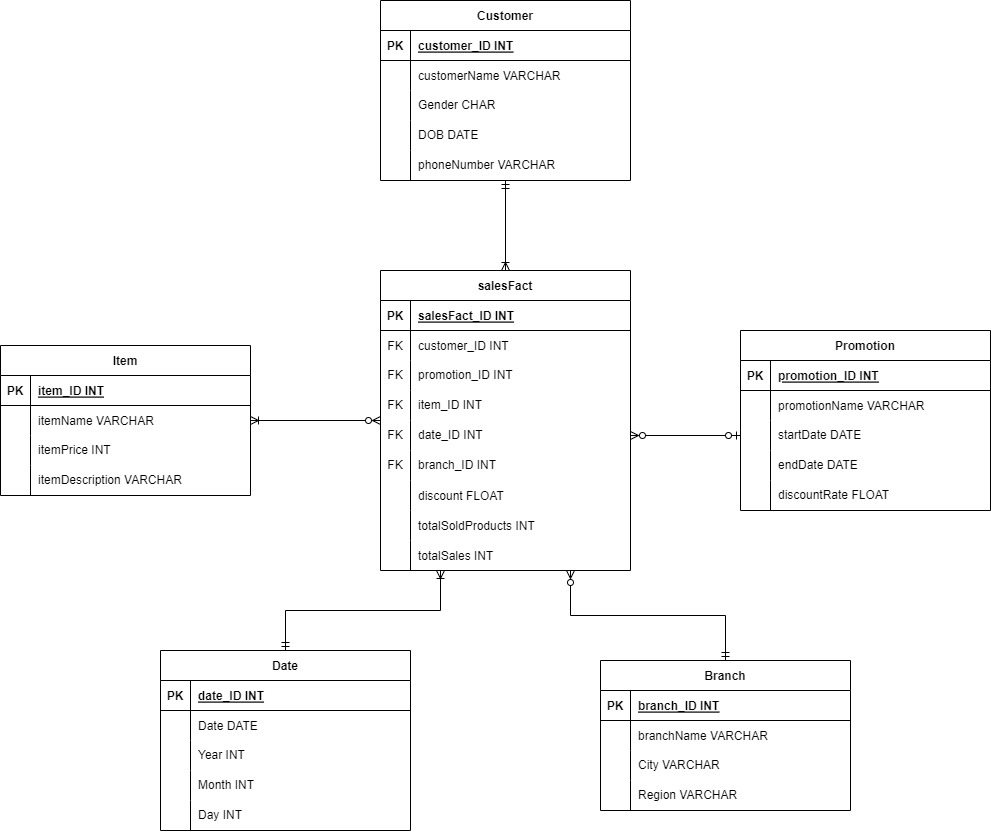 Customer
PK customer_ID INT
customerName VARCHAR
Gender CHAR
DOB DATE
phoneNumber VARCHAR
salesFact
PK salesFact_ID INT
FK customer_ID INT
FK promotion_ID INT
FK item_ID INT
FK date_ID INT
FK branch_ID INT
discount FLOAT
totalSoldProducts INT
totalSales INT
Item
PK item_ID INT
itemName VARCHAR
itemPrice INT
itemDescription VARCHAR
Promotion
PK promotion_ID INT
promotionName VARCHAR
startDate DATE
endDate DATE
discountRate FLOAT
Date
PK date_ID INT
Date DATE
Year INT
Month INT
Day INT
Branch
PK branch_ID INT
branchName VARCHAR
City VARCHAR
Region VARCHAR